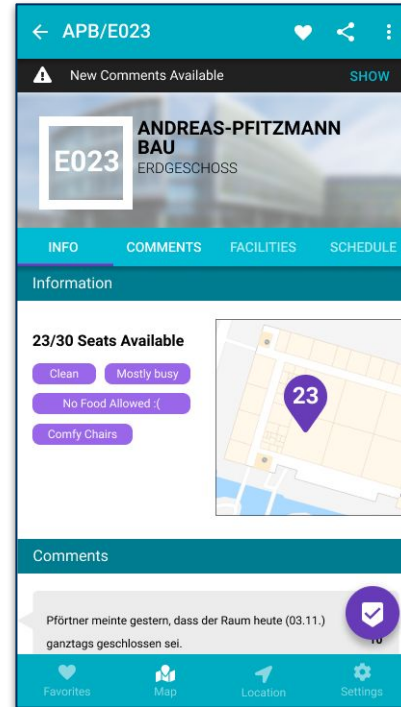 APB/E023
New Comments Available
SHOW
E023
ANDREAS-PFITZMANN
BAU
ERDGESCHOSS
INFO
COMMENTS
FACILITIES
SCHEDULE
Information
23/30 Seats Available
Clean
Mostly busy
No Food Allowed :(
Comfy Chairs
23
Comments
Pförtner meinte gestern, dass der Raum heute (03.11.)
ganztags geschlossen sei.
Favorites
Map
Location
Settings